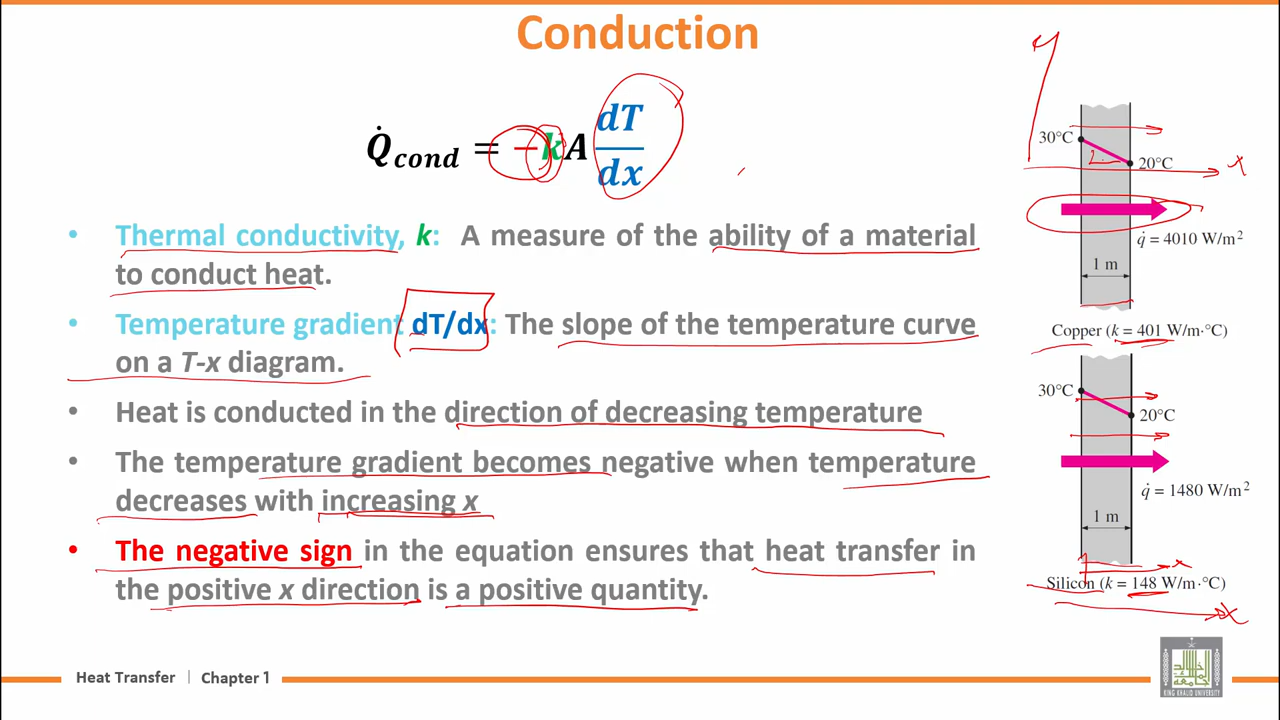 Conduction
Q̇cond = −kA dT/dx
• Thermal conductivity, k: A measure of the ability of a material
to conduct heat.
• Temperature gradient dT/dx: The slope of the temperature curve
on a T-x diagram.
• Heat is conducted in the direction of decreasing temperature
• The temperature gradient becomes negative when temperature
decreases with increasing x
• The negative sign in the equation ensures that heat transfer in
the positive x direction is a positive quantity.
y
30°C
20°C
x
q̇ = 4010 W/m²
1 m
Copper (k = 401 W/m·°C)
30°C
20°C
q̇ = 1480 W/m²
1 m
x
Silicon (k = 148 W/m·°C)
x
Heat Transfer | Chapter 1
KING KHALID UNIVERSITY